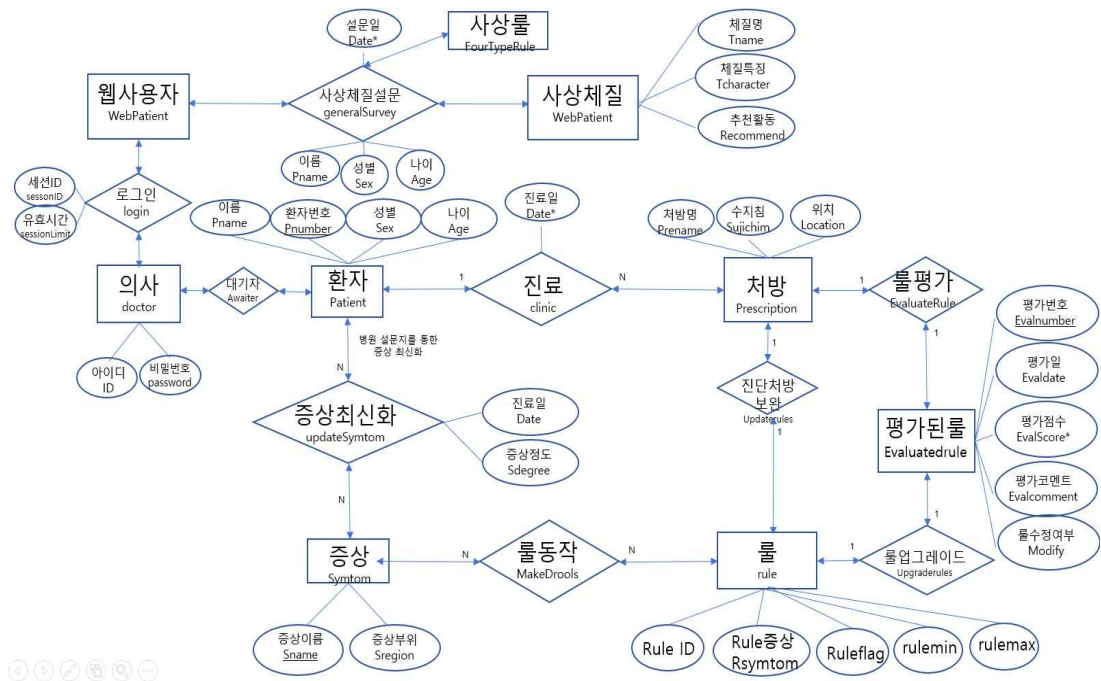 설문일
Date*
사상룰
FourTypeRule
체질명
Tname
체질특징
Tcharacter
추천활동
Recommend
웹사용자
WebPatient
사상체질설문
generalSurvey
사상체질
WebPatient
이름
Pname
성별
Sex
나이
Age
세션ID
sessonID
유효시간
sessionLimit
로그인
login
이름
Pname
환자번호
Pnumber
성별
Sex
나이
Age
진료일
Date*
처방명
Prename
수지침
Sujichim
위치
Location
의사
doctor
대기자
Awaiter
환자
Patient
1
진료
clinic
N
처방
Prescription
1
룰평가
EvaluateRule
평가번호
Evalnumber
평가일
Evaldate
평가점수
EvalScore*
평가코멘트
Evalcomment
룰수정여부
Modify
아이디
ID
비밀번호
password
병원 설문지를 통한
증상 최신화
N
1
진단처방
보완
Updaterules
1
1
평가된룰
Evaluatedrule
1
증상최신화
updateSymtom
진료일
Date
증상정도
Sdegree
N
증상
Symtom
N
룰동작
MakeDrools
N
룰
rule
1
룰업그레이드
Upgraderules
증상이름
Sname
증상부위
Sregion
Rule ID
Rule증상
Rsymtom
Ruleflag
rulemin
rulemax